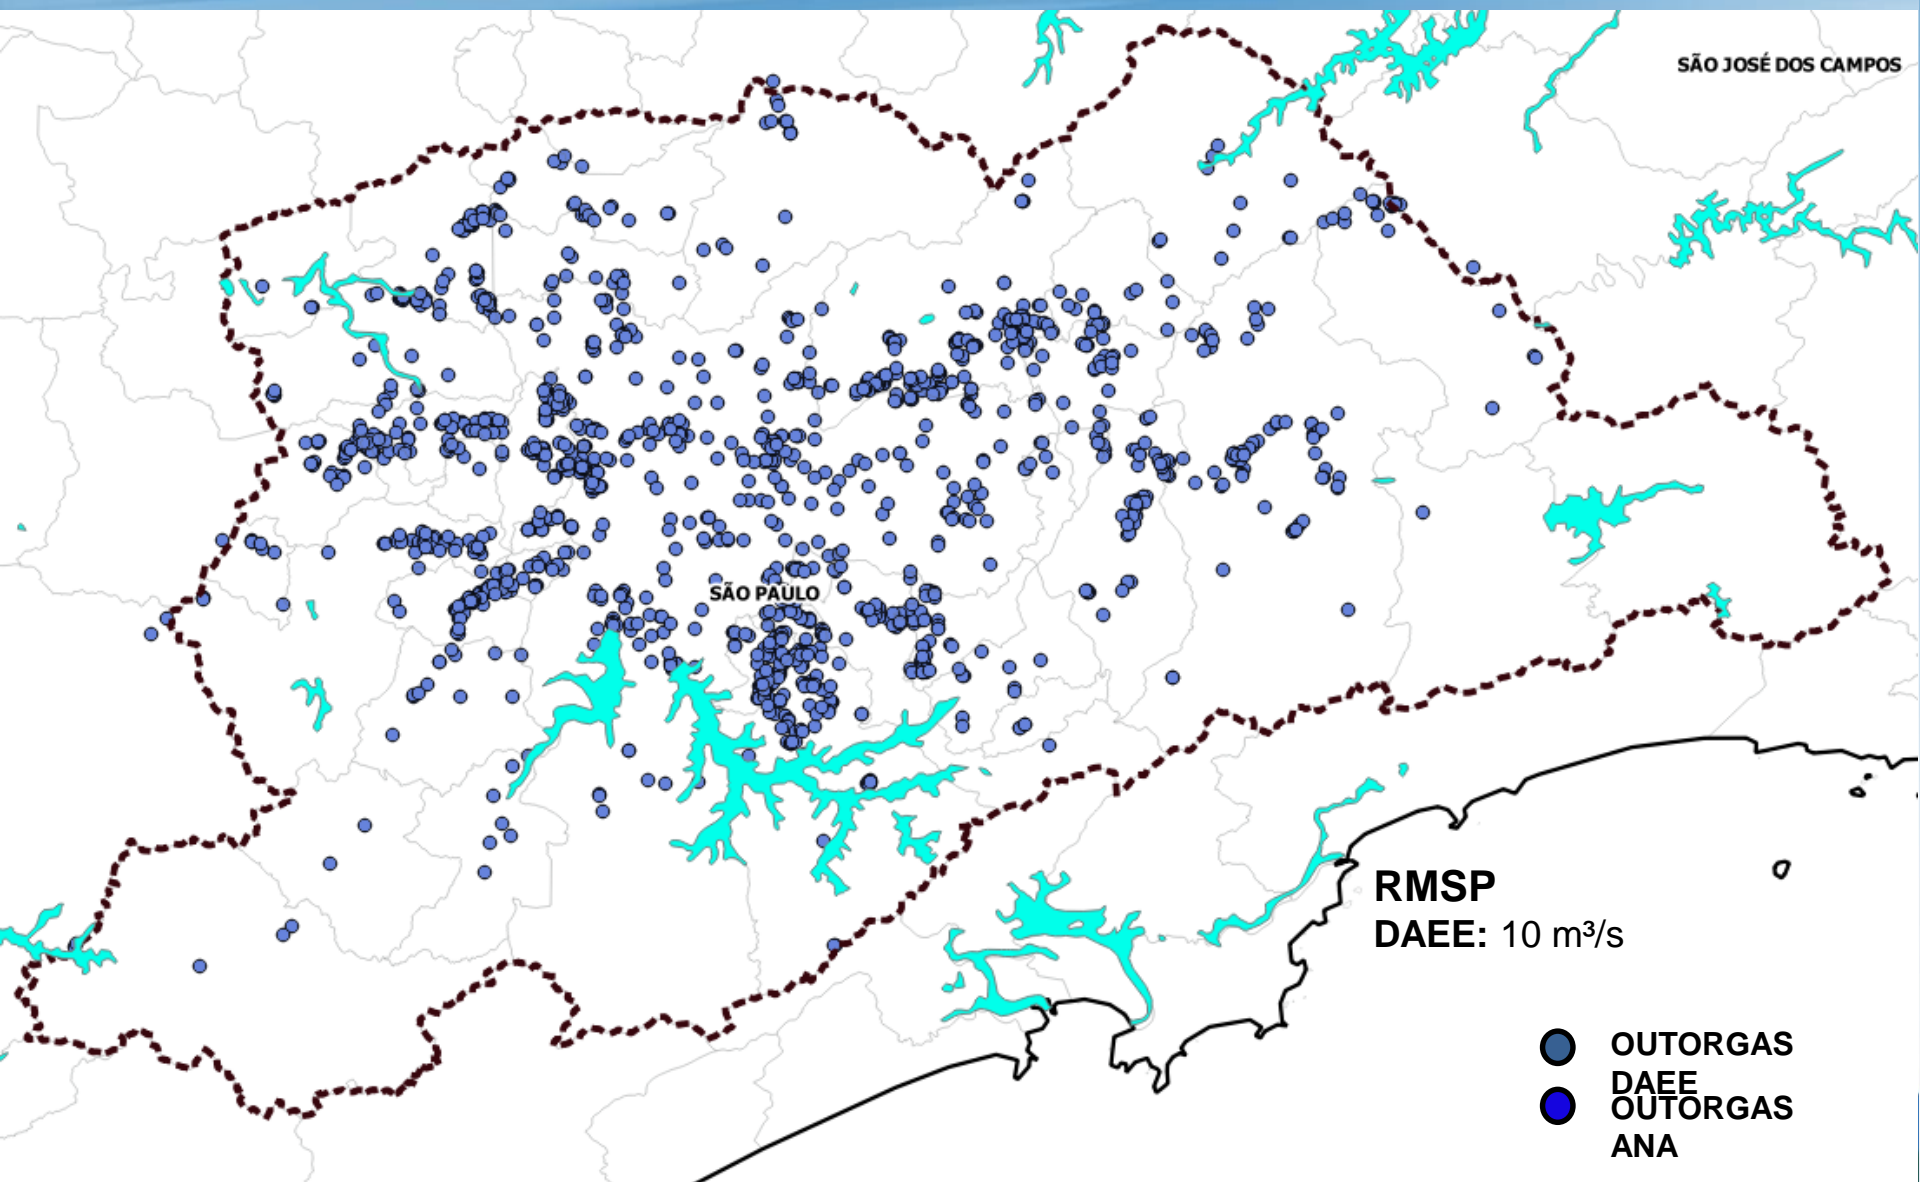 SÃO JOSÉ DOS CAMPOS
SÃO PAULO
RMSP
DAEE: 10 m³/s
OUTORGAS
DAEE
OUTORGAS
ANA